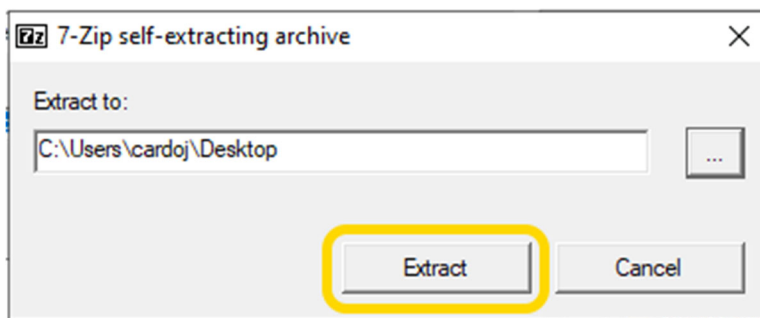 7z 7-Zip self-extracting archive
Extract to:
C:\Users\cardoj\Desktop
...
Extract
Cancel